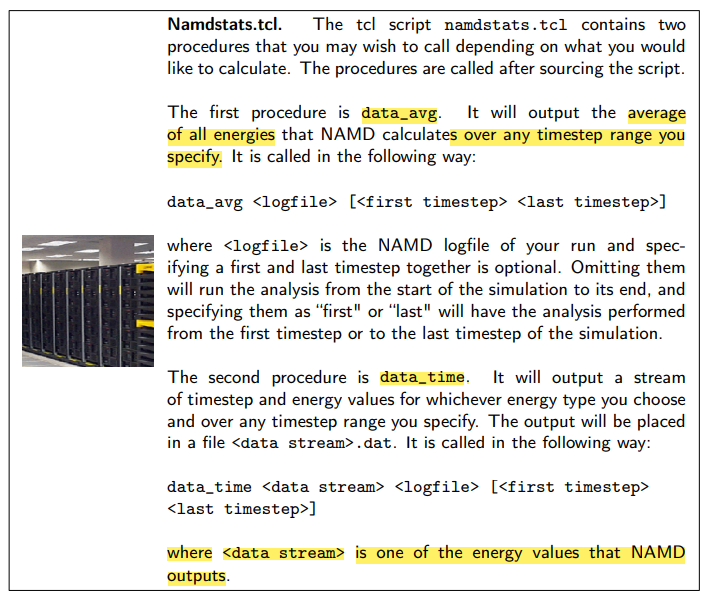 Namdstats.tcl. The tcl script namdstats.tcl contains two
procedures that you may wish to call depending on what you would
like to calculate. The procedures are called after sourcing the script.
The first procedure is data_avg. It will output the average
of all energies that NAMD calculates over any timestep range you
specify. It is called in the following way:
data_avg <logfile> [<first timestep> <last timestep>]
where <logfile> is the NAMD logfile of your run and spec-
ifying a first and last timestep together is optional. Omitting them
will run the analysis from the start of the simulation to its end, and
specifying them as “first" or “last" will have the analysis performed
from the first timestep or to the last timestep of the simulation.
The second procedure is data_time. It will output a stream
of timestep and energy values for whichever energy type you choose
and over any timestep range you specify. The output will be placed
in a file <data stream>.dat. It is called in the following way:
data_time <data stream> <logfile> [<first timestep>
<last timestep>]
where <data stream> is one of the energy values that NAMD
outputs.